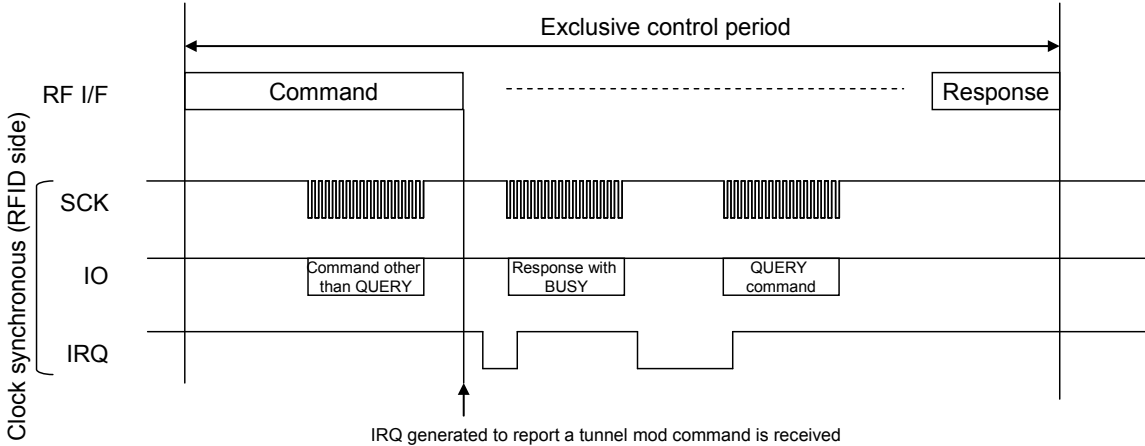 Exclusive control period
RF I/F
Command
Response
Clock synchronous (RFID side)
SCK
IO
Command other
than QUERY
Response with
BUSY
QUERY
command
IRQ
IRQ generated to report a tunnel mod command is received